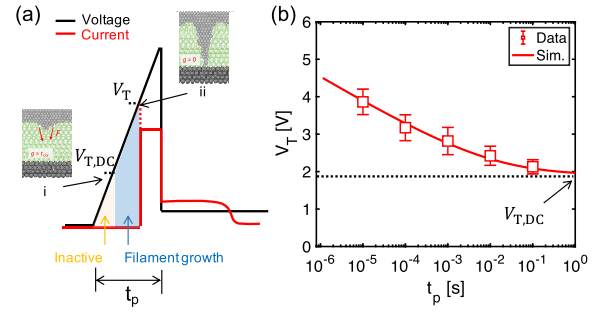 (a)
Voltage
Current
g = 0
V_T
ii
V_T,DC
i
Inactive
Filament growth
t_p
(b)
6
5
4
3
2
1
0
V_T [V]
Data
Sim.
V_T,DC
10^-6 10^-5 10^-4 10^-3 10^-2 10^-1 10^0
t_p [s]